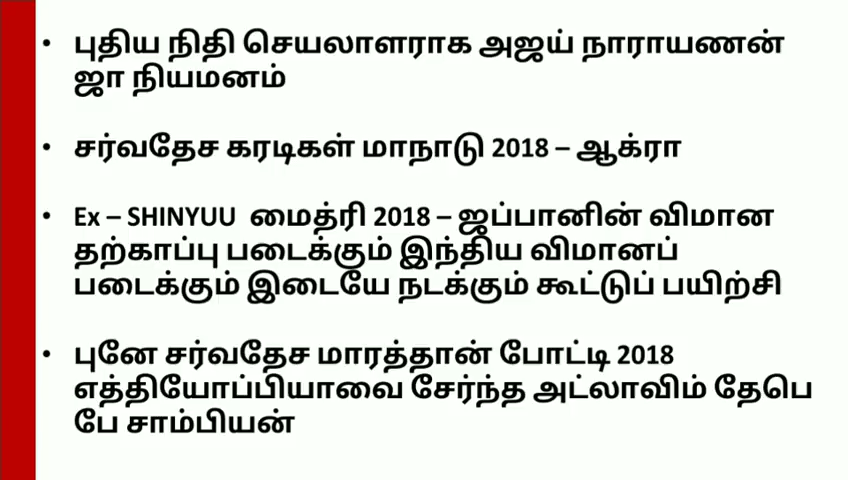 • புதிய நிதி செயலாளராக அஜய் நாராயணன்
ஜா நியமனம்
• சர்வதேச கரடிகள் மாநாடு 2018 – ஆக்ரா
• Ex – SHINYUU மைத்ரி 2018 – ஜப்பானின் விமான
தற்காப்பு படைக்கும் இந்திய விமானப்
படைக்கும் இடையே நடக்கும் கூட்டுப் பயிற்சி
• புனே சர்வதேச மாரத்தான் போட்டி 2018
எத்தியோப்பியாவை சேர்ந்த அட்லாவிம் தேபெ
பே சாம்பியன்